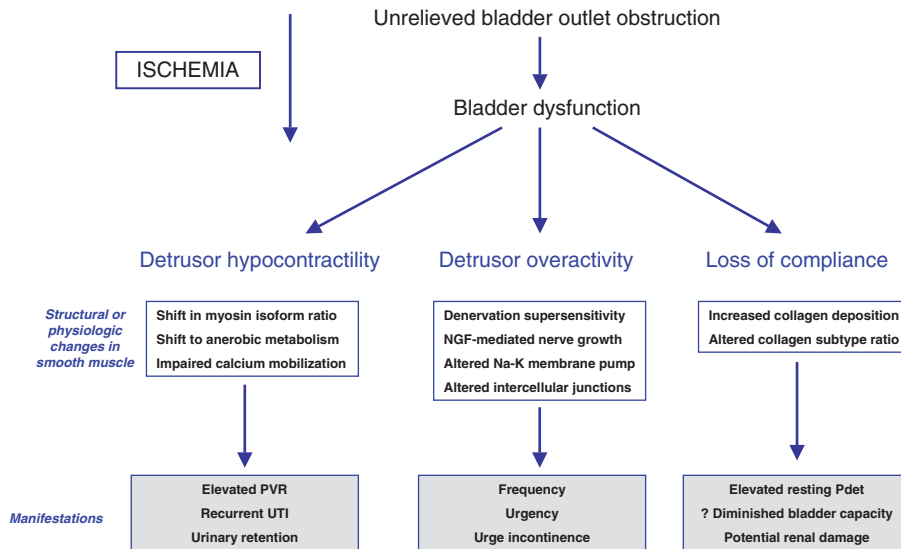 Unrelieved bladder outlet obstruction
ISCHEMIA
Bladder dysfunction
Detrusor hypocontractility
Detrusor overactivity
Loss of compliance
Structural or
physiologic
changes in
smooth muscle
Shift in myosin isoform ratio
Shift to anerobic metabolism
Impaired calcium mobilization
Denervation supersensitivity
NGF-mediated nerve growth
Altered Na-K membrane pump
Altered intercellular junctions
Increased collagen deposition
Altered collagen subtype ratio
Manifestations
Elevated PVR
Recurrent UTI
Urinary retention
Frequency
Urgency
Urge incontinence
Elevated resting Pdet
? Diminished bladder capacity
Potential renal damage